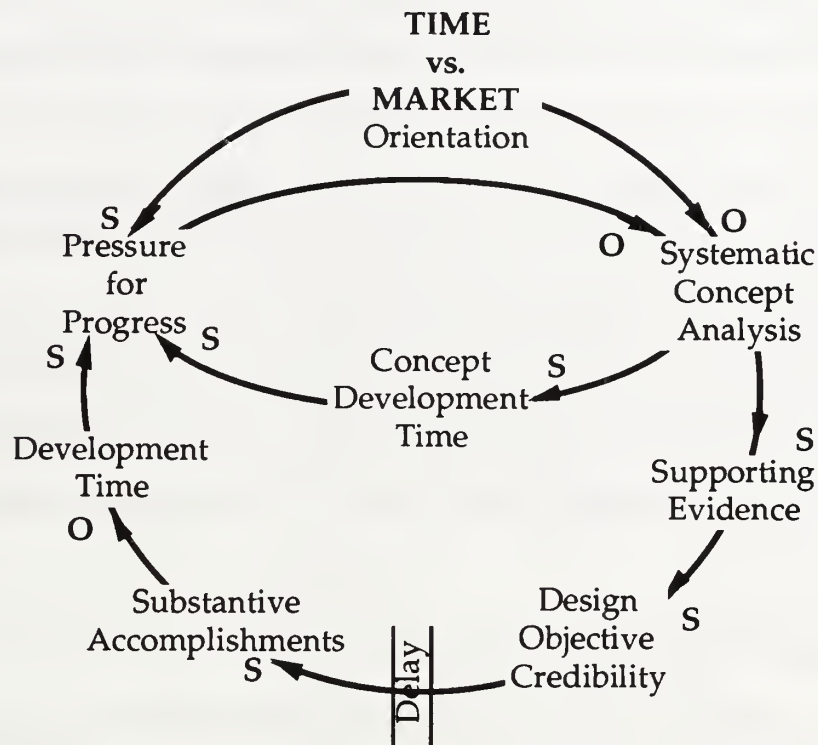 TIME
vs.
MARKET
Orientation
S
Pressure
for
Progress
O
O
Systematic
Concept
Analysis
S
S
Concept
Development
Time
S
Development
Time
S
Supporting
Evidence
O
Substantive
Accomplishments
S
Delay
Design
Objective
Credibility
S